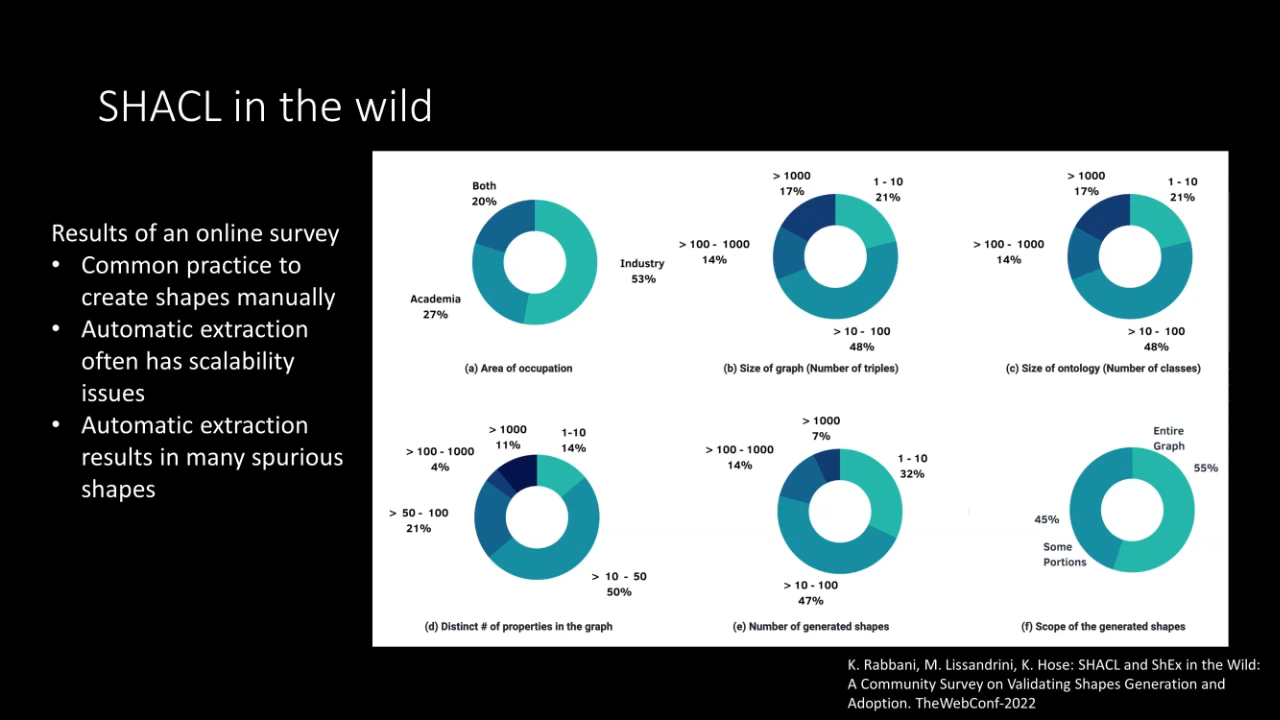 SHACL in the wild
Results of an online survey
• Common practice to
create shapes manually
• Automatic extraction
often has scalability
issues
• Automatic extraction
results in many spurious
shapes
Both
20%
Industry
53%
Academia
27%
(a) Area of occupation
> 1000
17%
1 - 10
21%
> 100 - 1000
14%
> 10 - 100
48%
(b) Size of graph (Number of triples)
> 1000
17%
1 - 10
21%
> 100 - 1000
14%
> 10 - 100
48%
(c) Size of ontology (Number of classes)
> 1000
11%
1-10
14%
> 100 - 1000
4%
> 50 - 100
21%
> 10 - 50
50%
(d) Distinct # of properties in the graph
> 1000
7%
> 100 - 1000
14%
1 - 10
32%
> 10 - 100
47%
(e) Number of generated shapes
Entire
Graph
55%
45%
Some
Portions
(f) Scope of the generated shapes
K. Rabbani, M. Lissandrini, K. Hose: SHACL and ShEx in the Wild:
A Community Survey on Validating Shapes Generation and
Adoption. TheWebConf-2022